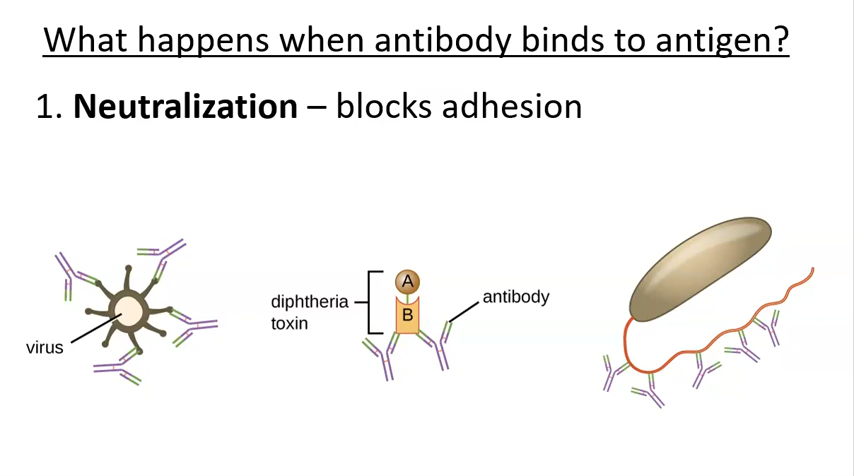 What happens when antibody binds to antigen?
1. Neutralization – blocks adhesion
virus
diphtheria
toxin
A
B
antibody